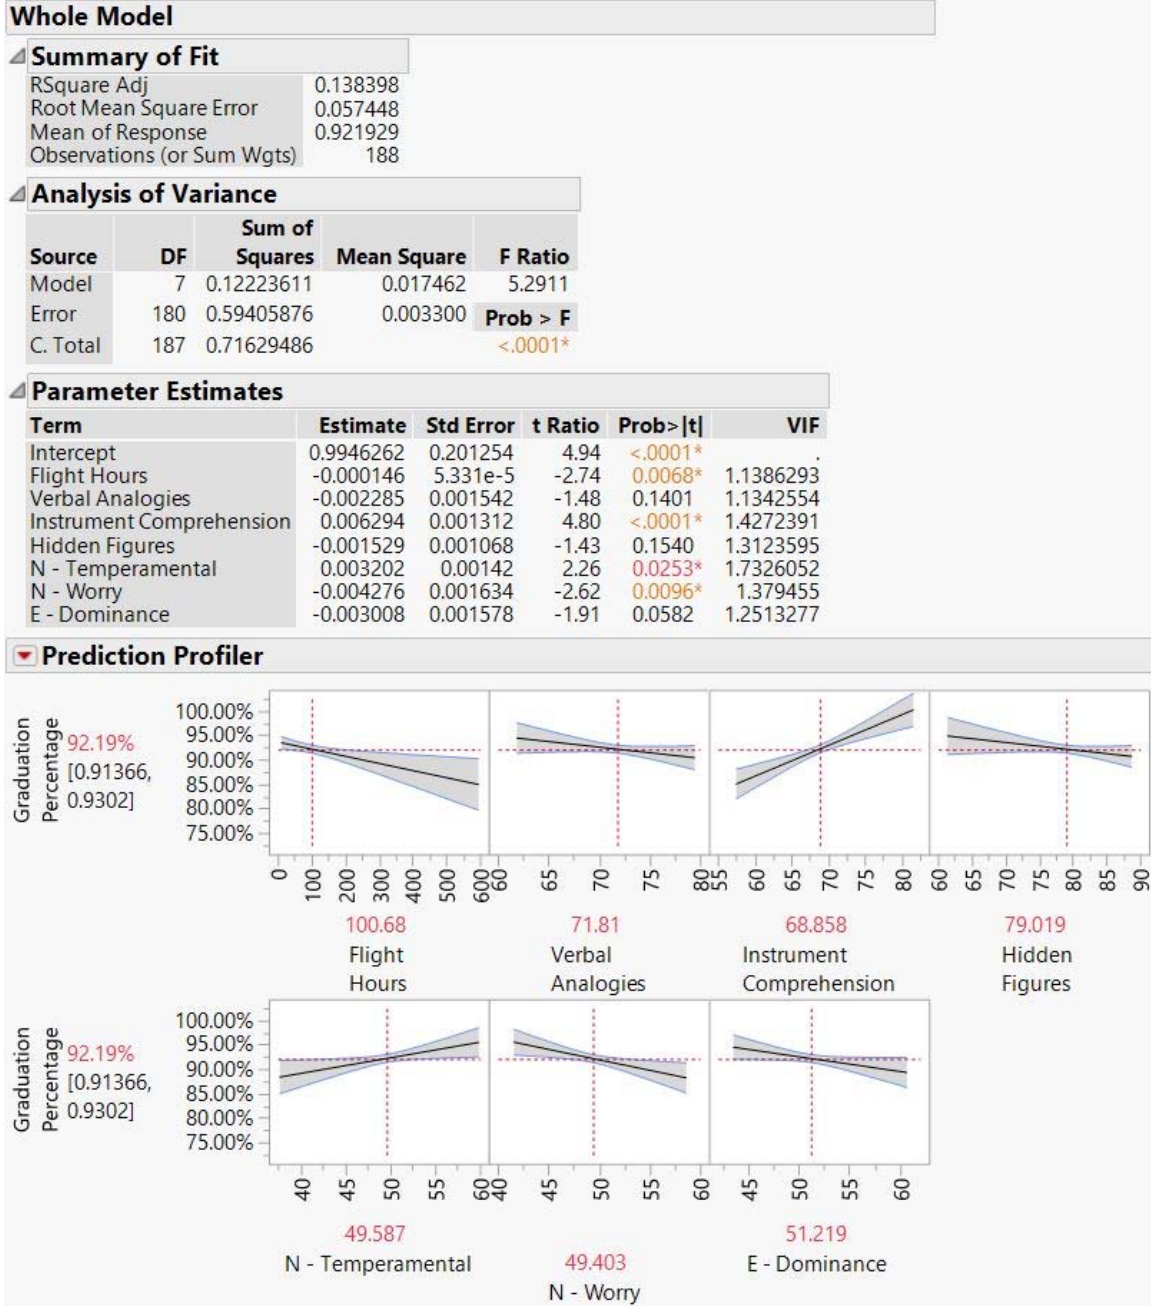 Whole Model
Summary of Fit
RSquare Adj 0.138398
Root Mean Square Error 0.057448
Mean of Response 0.921929
Observations (or Sum Wgts) 188
Analysis of Variance
Sum of
Source DF Squares Mean Square F Ratio
Model 7 0.12223611 0.017462 5.2911
Error 180 0.59405876 0.003300 Prob > F
C. Total 187 0.71629486 <.0001*
Parameter Estimates
Term Estimate Std Error t Ratio Prob>|t| VIF
Intercept 0.9946262 0.201254 4.94 <.0001* .
Flight Hours -0.000146 5.331e-5 -2.74 0.0068* 1.1386293
Verbal Analogies -0.002285 0.001542 -1.48 0.1401 1.1342554
Instrument Comprehension 0.006294 0.001312 4.80 <.0001* 1.4272391
Hidden Figures -0.001529 0.001068 -1.43 0.1540 1.3123595
N - Temperamental 0.003202 0.00142 2.26 0.0253* 1.7326052
N - Worry -0.004276 0.001634 -2.62 0.0096* 1.379455
E - Dominance -0.003008 0.001578 -1.91 0.0582 1.2513277
Prediction Profiler
Graduation
Percentage
92.19%
[0.91366,
0.9302]
100.00%
95.00%
90.00%
85.00%
80.00%
75.00%
0 100 200 300 400 500 600 60 65 70 75 80 55 60 65 70 75 80 60 65 70 75 80 85 90
100.68 71.81 68.858 79.019
Flight Verbal Instrument Hidden
Hours Analogies Comprehension Figures
Graduation
Percentage
92.19%
[0.91366,
0.9302]
100.00%
95.00%
90.00%
85.00%
80.00%
75.00%
40 45 50 55 60 40 45 50 55 60 45 50 55 60
49.587 51.219
N - Temperamental 49.403 E - Dominance
N - Worry